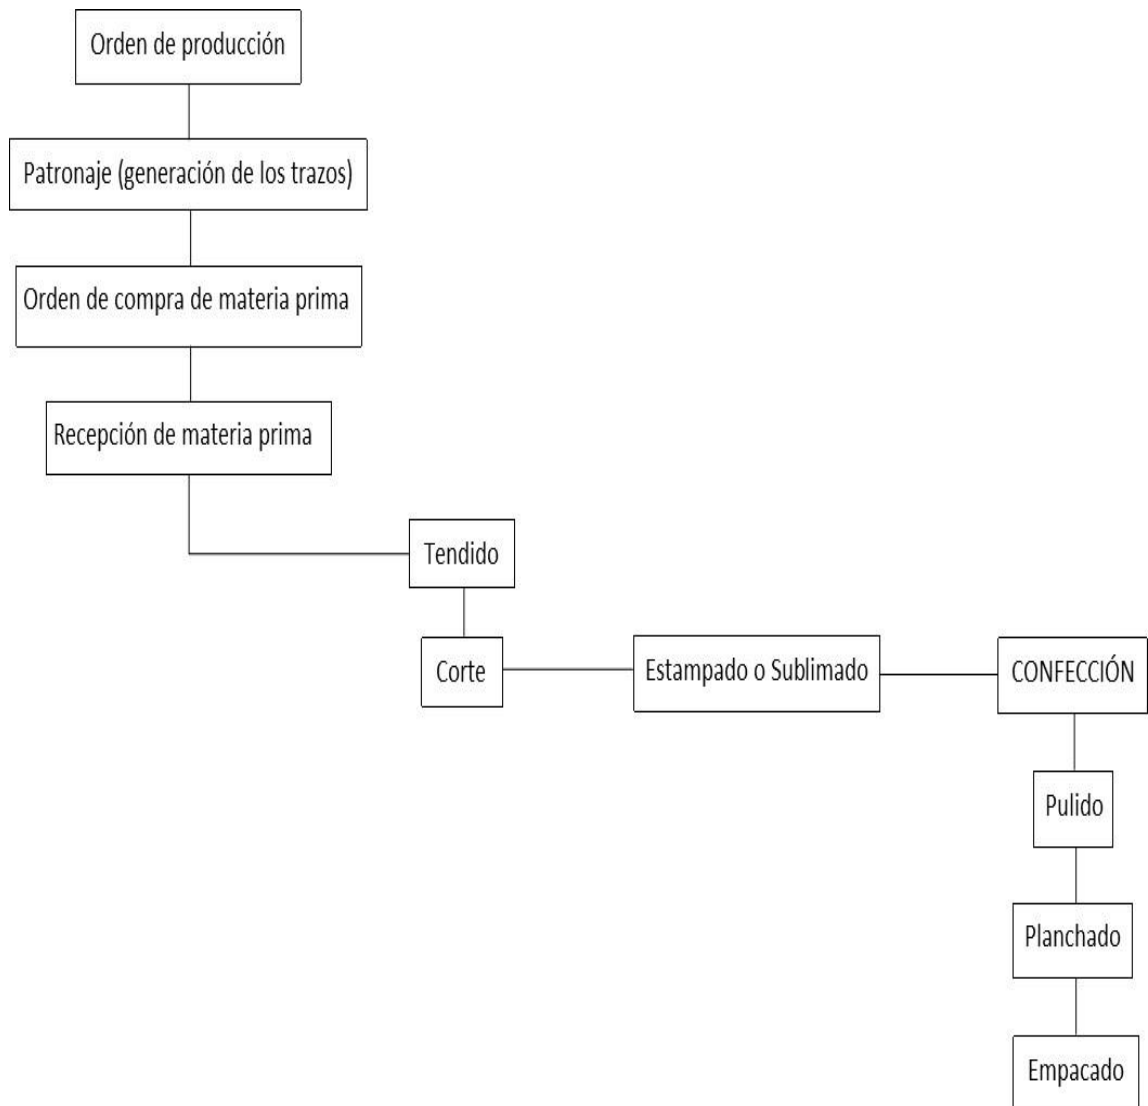 Orden de producción
Patronaje (generación de los trazos)
Orden de compra de materia prima
Recepción de materia prima
Tendido
Corte
Estampado o Sublimado
CONFECCIÓN
Pulido
Planchado
Empacado